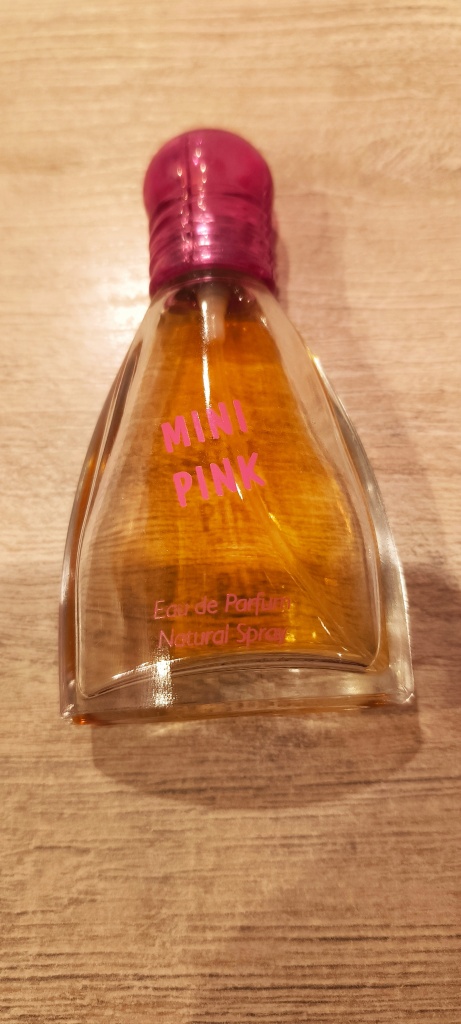 MINI
PINK
Eau de Parfum
Natural Spray